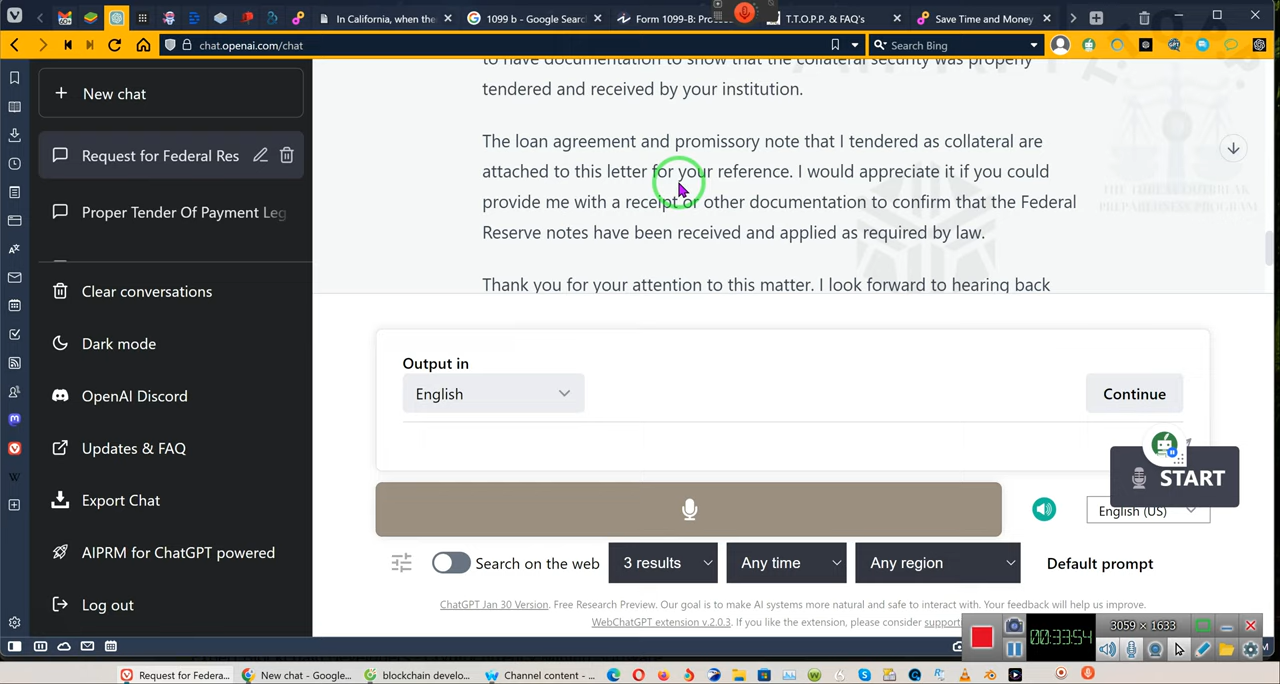 In California, when the
1099 b - Google Sear
Form 1099-B: Pro
T.T.O.P.P. & FAQ's
Save Time and Money
chat.openai.com/chat
Search Bing
New chat
Request for Federal Res
Proper Tender Of Payment Leg
Clear conversations
Dark mode
OpenAI Discord
Updates & FAQ
Export Chat
AIPRM for ChatGPT powered
Log out
to have documentation to show that the collateral security was properly
tendered and received by your institution.
The loan agreement and promissory note that I tendered as collateral are
attached to this letter for your reference. I would appreciate it if you could
provide me with a receipt or other documentation to confirm that the Federal
Reserve notes have been received and applied as required by law.
Thank you for your attention to this matter. I look forward to hearing back
THE THREAT OUTBREAK
PREPAREDNESS PROGRAM
Output in
English
Continue
START
English (US)
Search on the web
3 results
Any time
Any region
Default prompt
ChatGPT Jan 30 Version. Free Research Preview. Our goal is to make AI systems more natural and safe to interact with. Your feedback will help us improve.
WebChatGPT extension v.2.0.3. If you like the extension, please consider
00:33:54
3059 × 1633
Request for Federa...
New chat - Google...
blockchain develo...
Channel content - ...